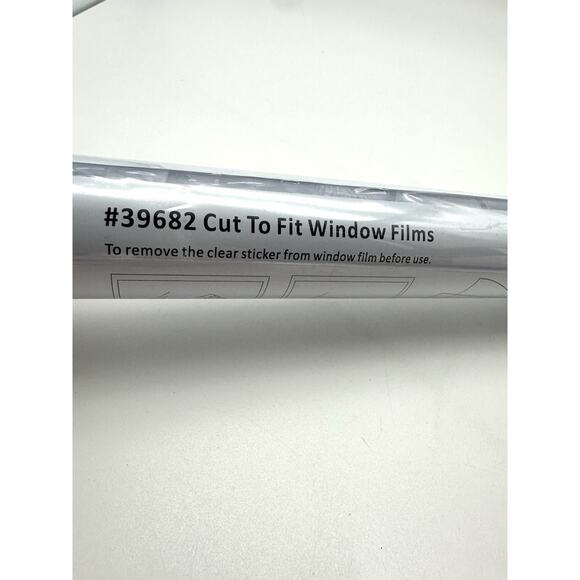 #39682 Cut To Fit Window Films
To remove the clear sticker from window film before use.